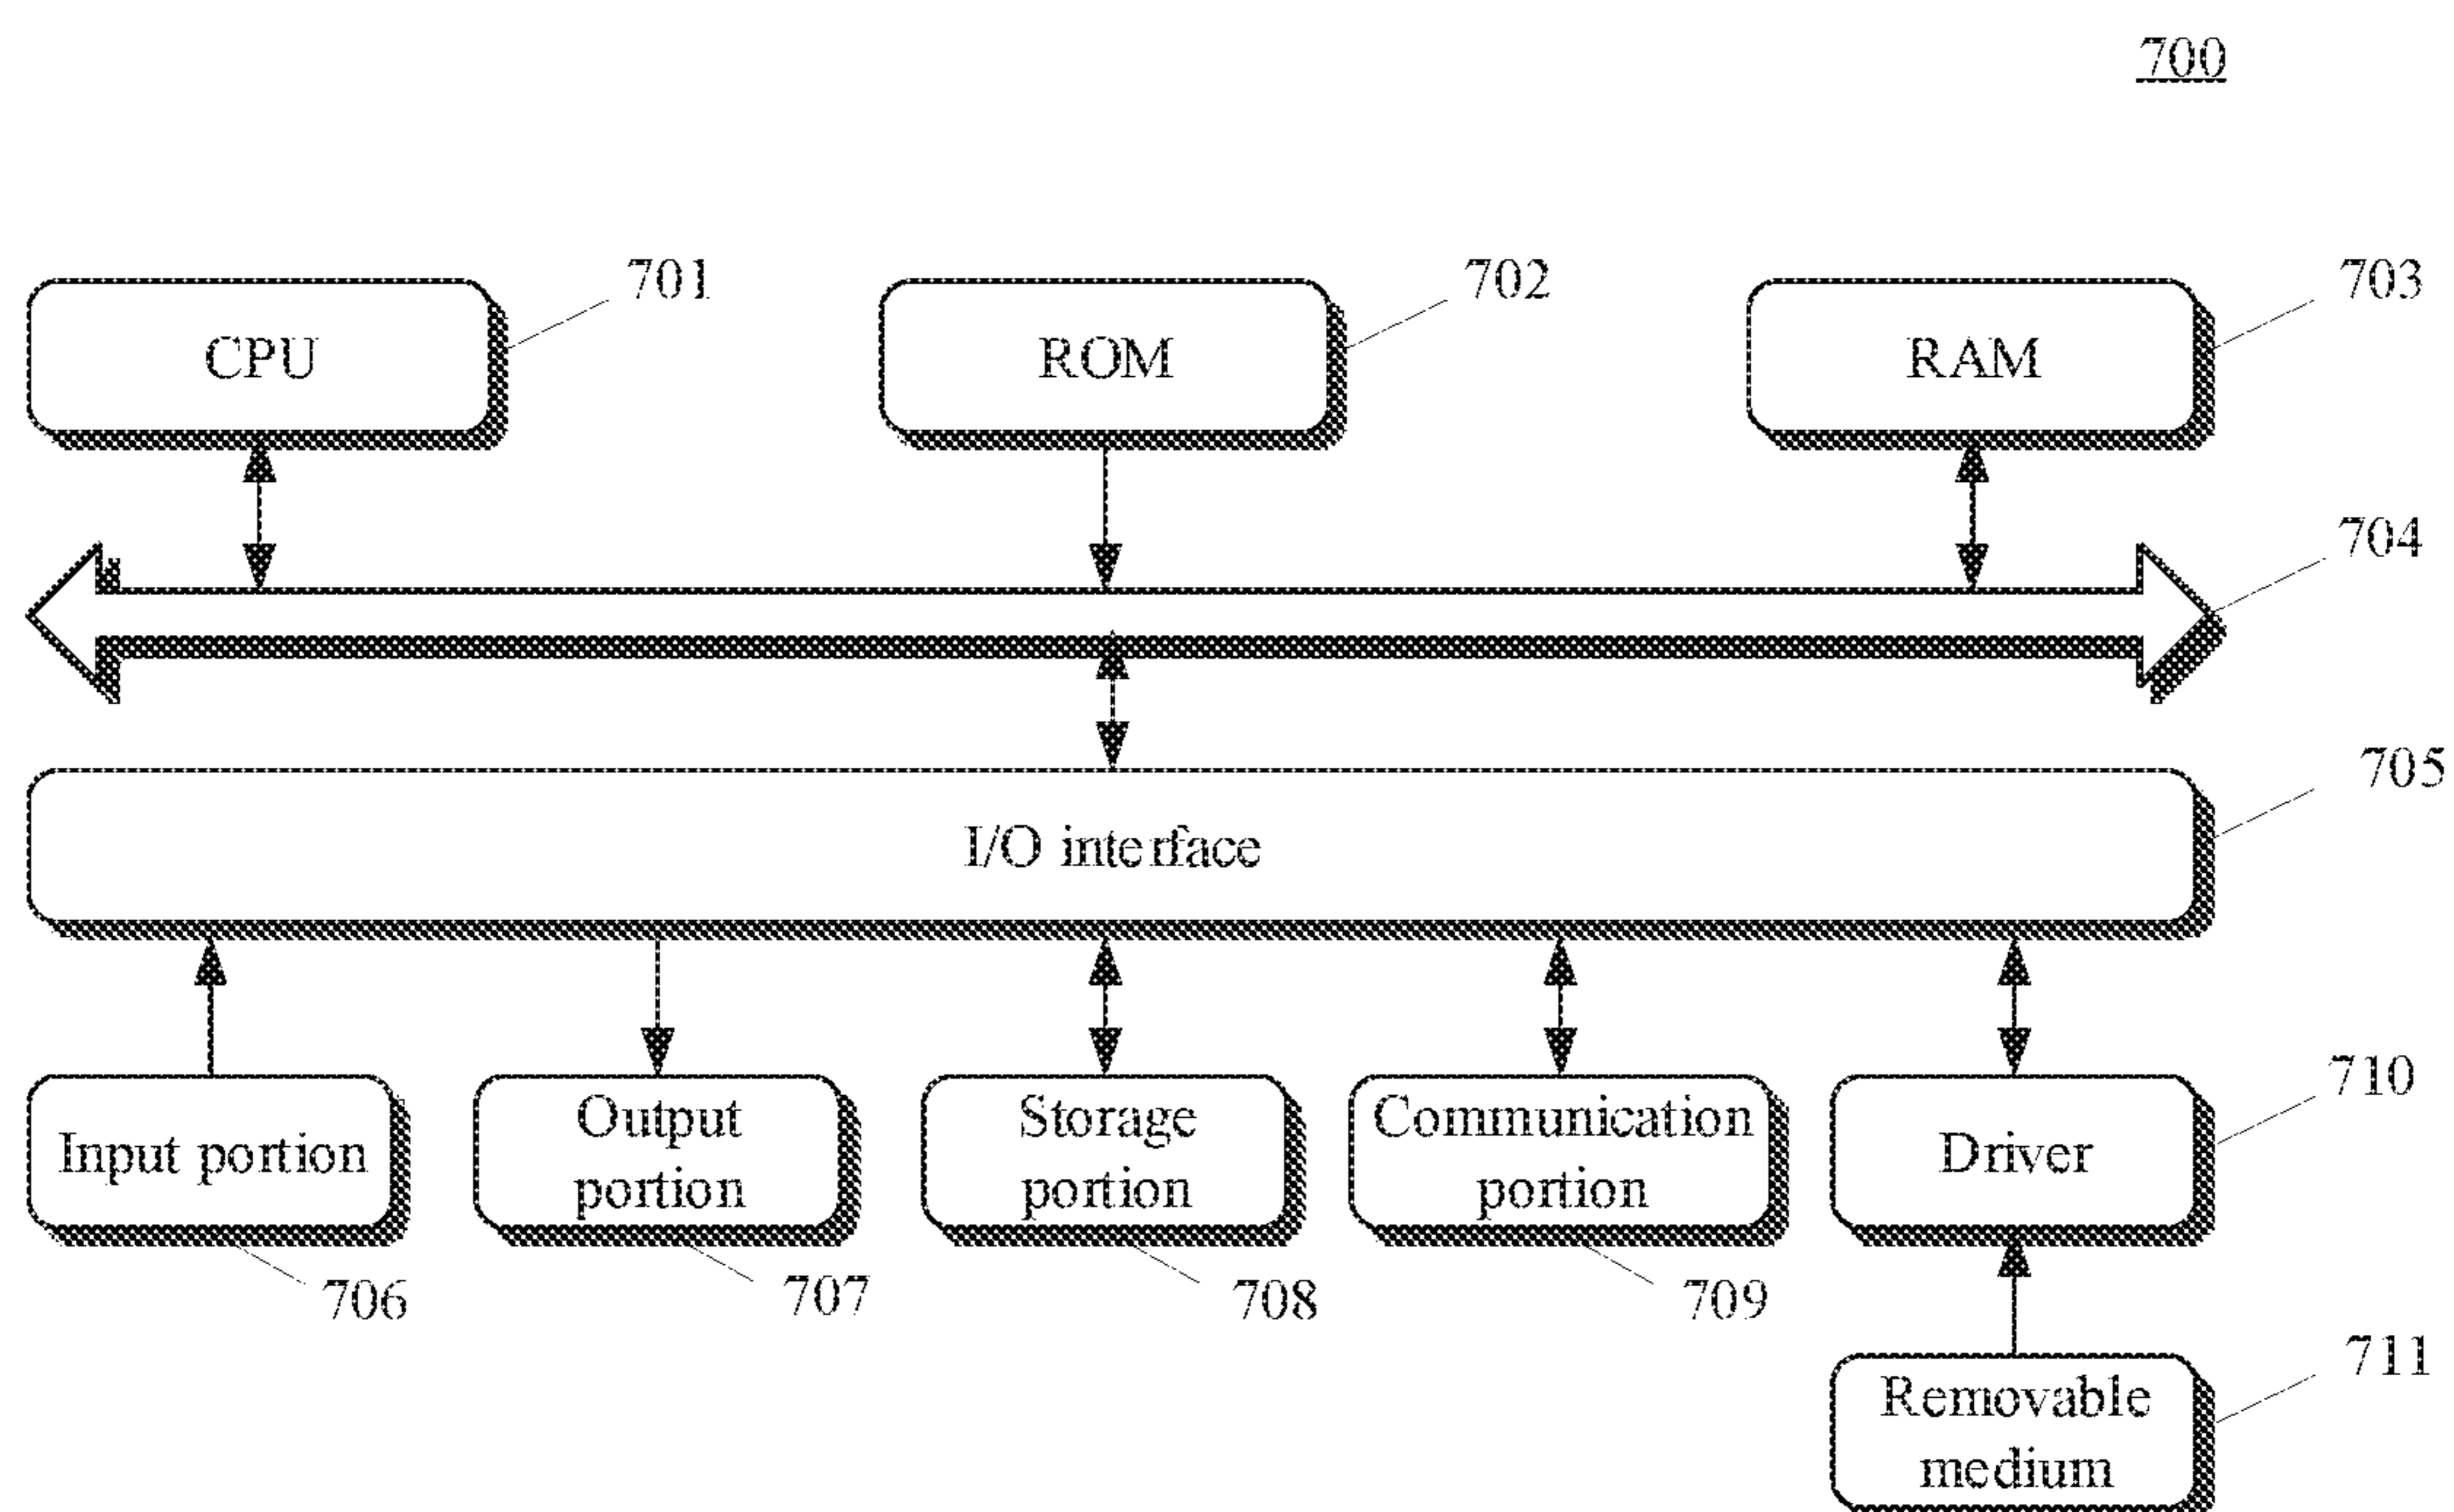 700
701
702
703
CPU
ROM
RAM
704
705
I/O interface
710
Input portion
Output
portion
Storage
portion
Communication
portion
Driver
706
707
708
709
711
Removable
medium